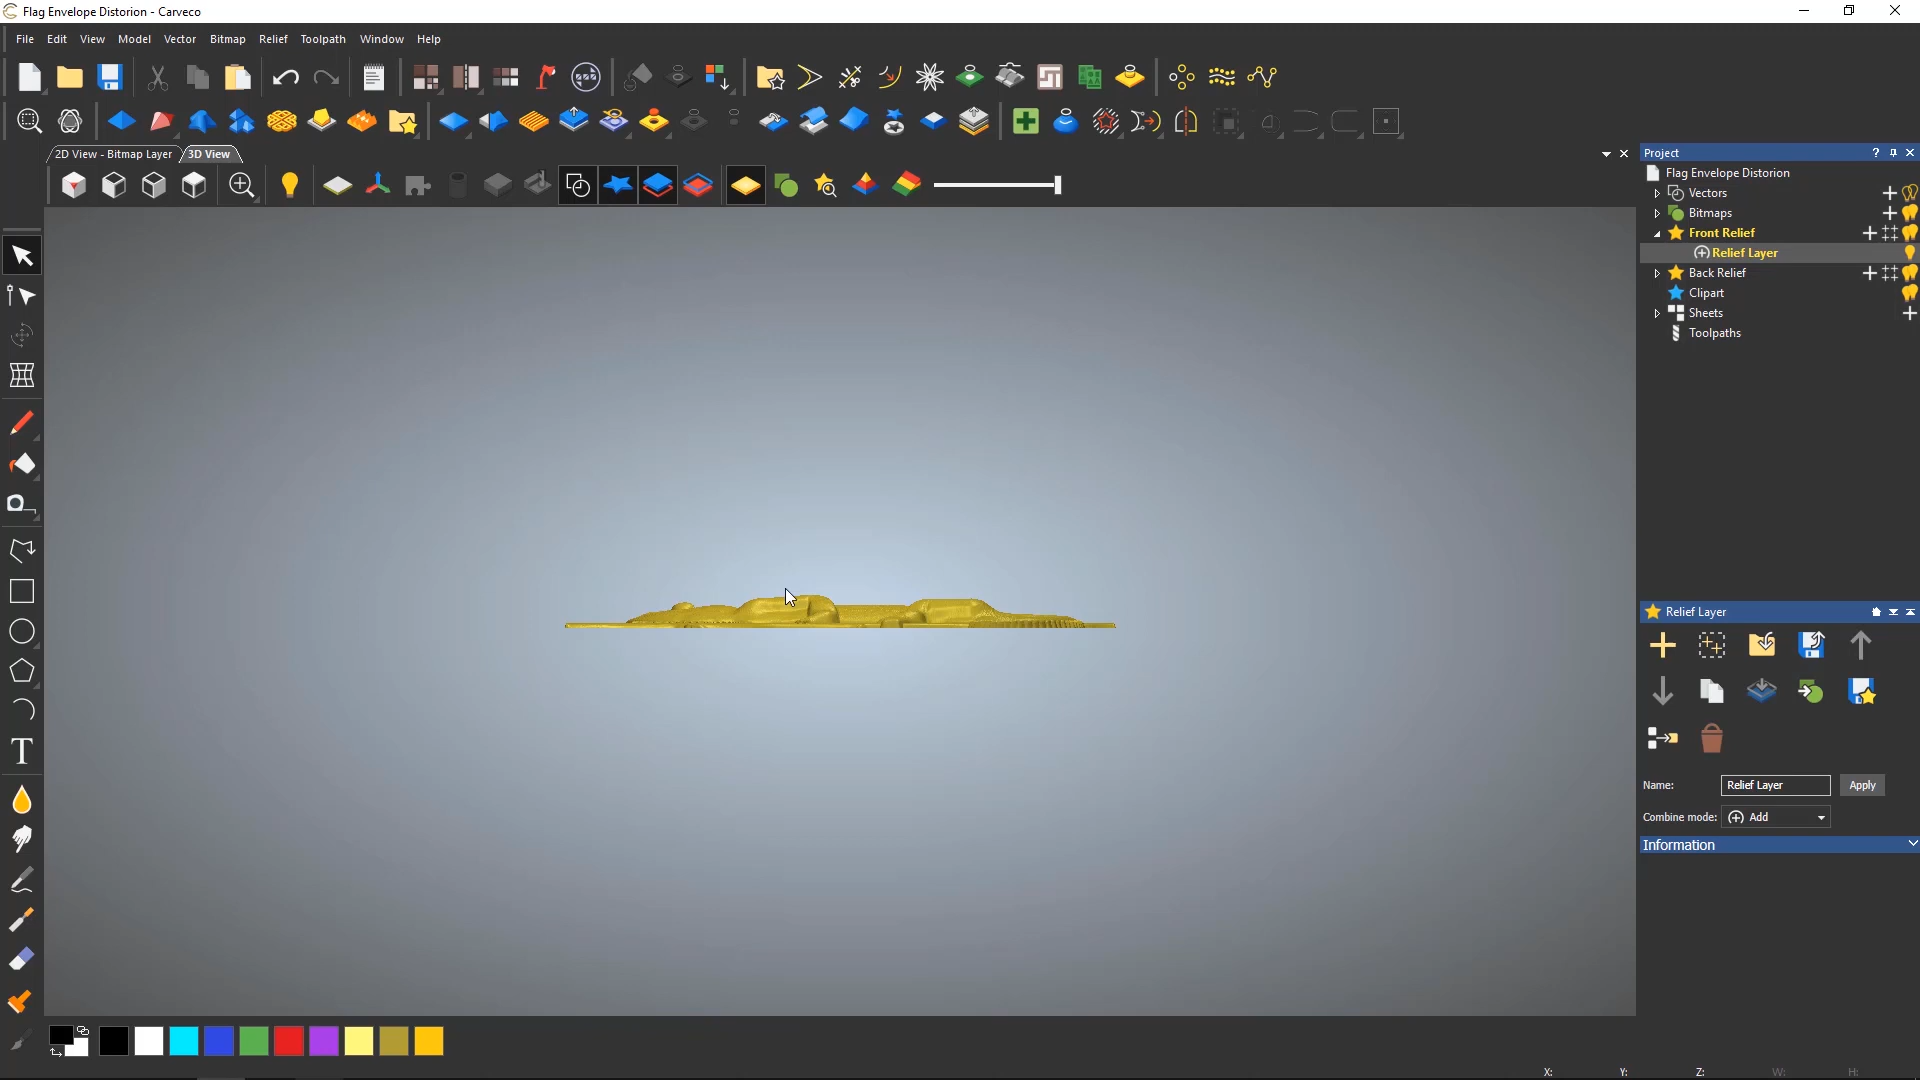 Flag Envelope Distorion - Carveco
File Edit View Model Vector Bitmap Relief Toolpath Window Help
2D View - Bitmap Layer 3D View
Project
Flag Envelope Distorion
Vectors
Bitmaps
Front Relief
Relief Layer
Back Relief
Clipart
Sheets
Toolpaths
Relief Layer
Name: Relief Layer Apply
Combine mode: Add
Information
X: Y: Z: W: H: